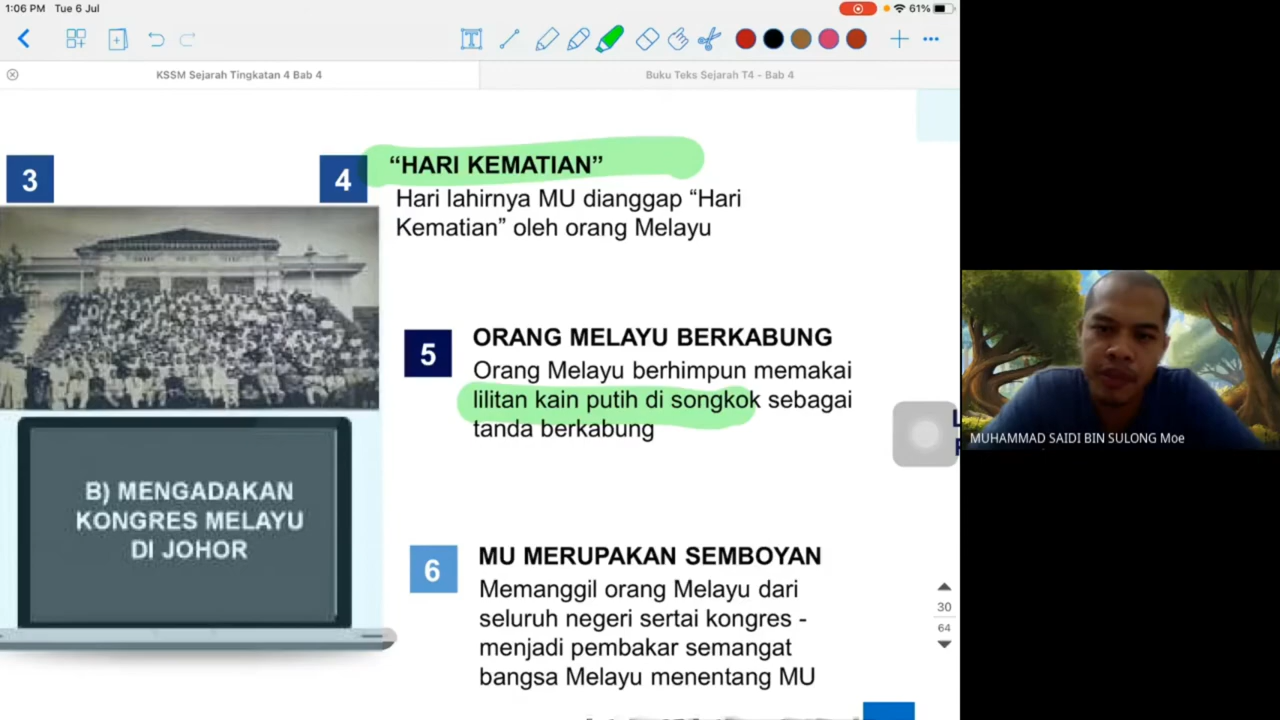 1:06 PM Tue 6 Jul
61%
KSSM Sejarah Tingkatan 4 Bab 4
Buku Teks Sejarah T4 - Bab 4
3
4
“HARI KEMATIAN”
Hari lahirnya MU dianggap “Hari
Kematian” oleh orang Melayu
5
ORANG MELAYU BERKABUNG
Orang Melayu berhimpun memakai
lilitan kain putih di songkok sebagai
tanda berkabung
MUHAMMAD SAIDI BIN SULONG Moe
B) MENGADAKAN
KONGRES MELAYU
DI JOHOR
6
MU MERUPAKAN SEMBOYAN
Memanggil orang Melayu dari
seluruh negeri sertai kongres -
menjadi pembakar semangat
bangsa Melayu menentang MU
30
64